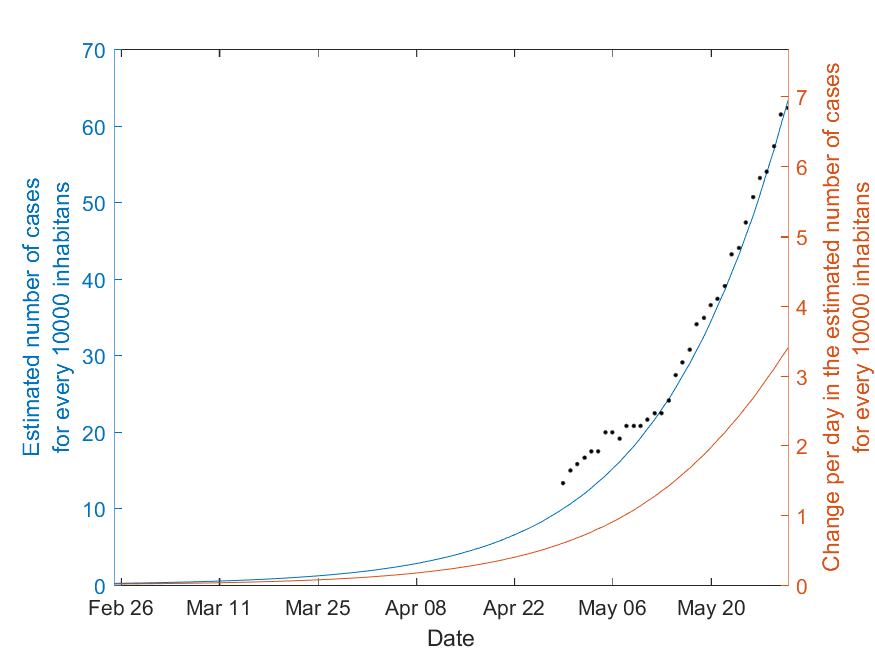 70
60
50
40
30
20
10
0
Estimated number of cases
for every 10000 inhabitans
7
6
5
4
3
2
1
0
Change per day in the estimated number of cases
for every 10000 inhabitans
Feb 26 Mar 11 Mar 25 Apr 08 Apr 22 May 06 May 20
Date